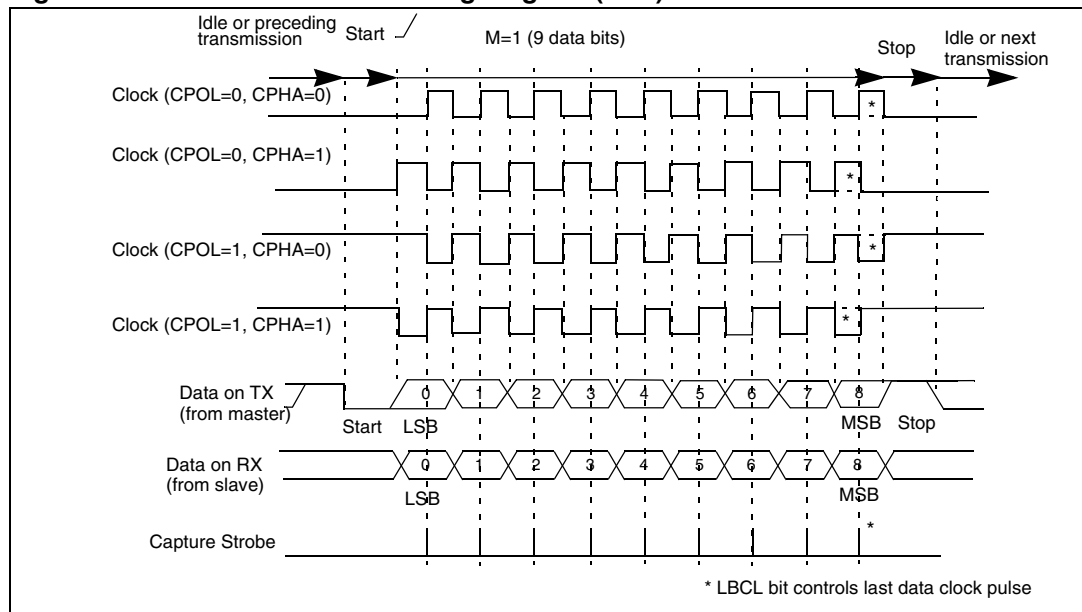 Idle or preceding
transmission
Start
M=1 (9 data bits)
Stop
Idle or next
transmission
Clock (CPOL=0, CPHA=0)
*
Clock (CPOL=0, CPHA=1)
*
Clock (CPOL=1, CPHA=0)
*
Clock (CPOL=1, CPHA=1)
*
Data on TX
(from master)
0 1 2 3 4 5 6 7 8
Start LSB MSB Stop
Data on RX
(from slave)
0 1 2 3 4 5 6 7 8
LSB MSB
*
Capture Strobe
* LBCL bit controls last data clock pulse